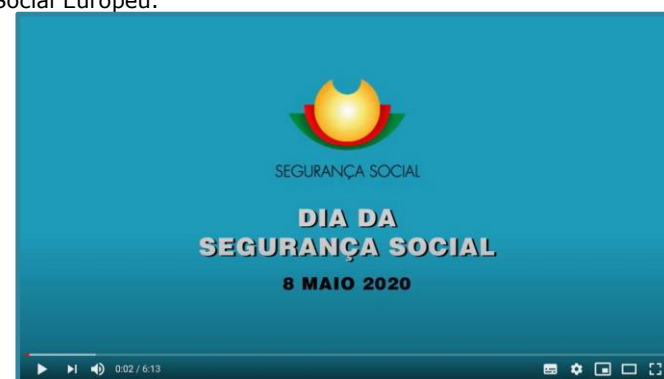 Social Europeu.
SEGURANÇA SOCIAL
DIA DA
SEGURANÇA SOCIAL
8 MAIO 2020
0:02 / 6:13